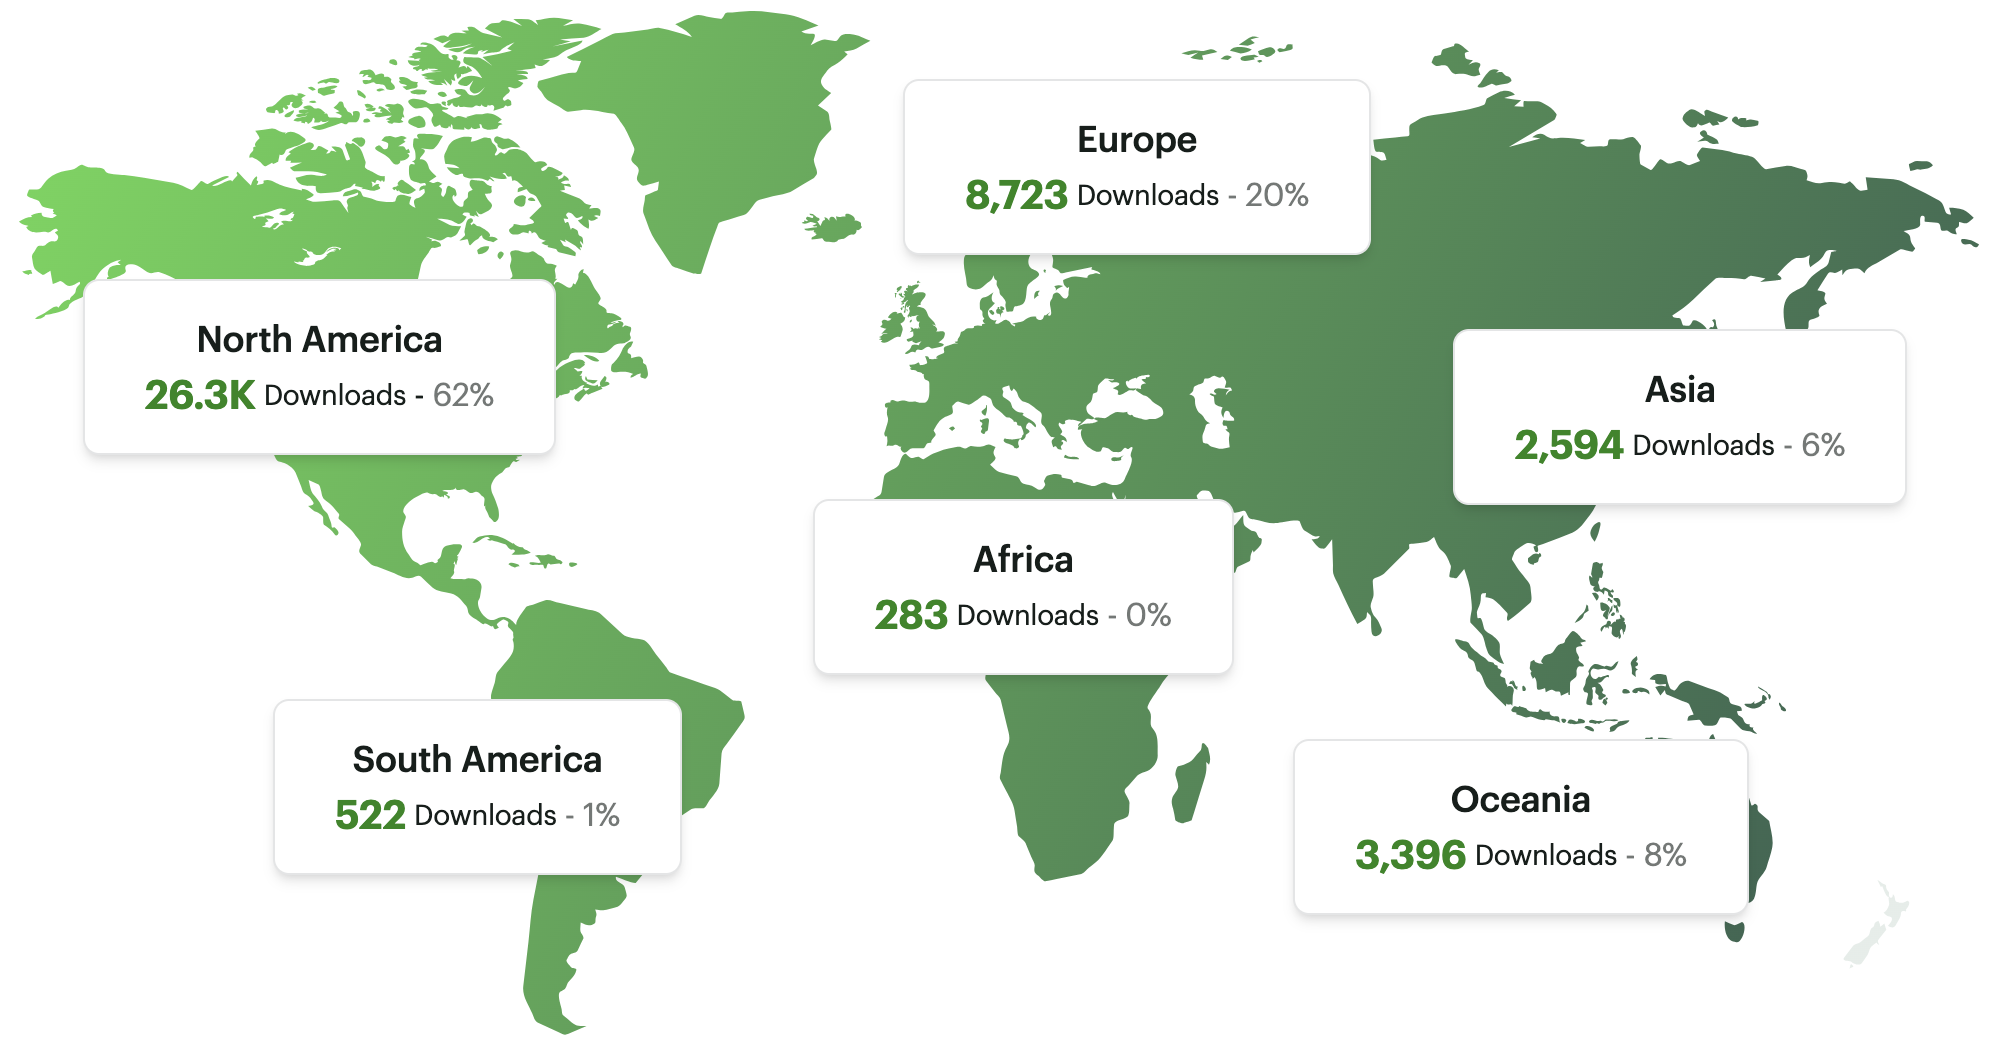 Europe
8,723 Downloads - 20%
North America
26.3K Downloads - 62%
Asia
2,594 Downloads - 6%
Africa
283 Downloads - 0%
South America
522 Downloads - 1%
Oceania
3,396 Downloads - 8%